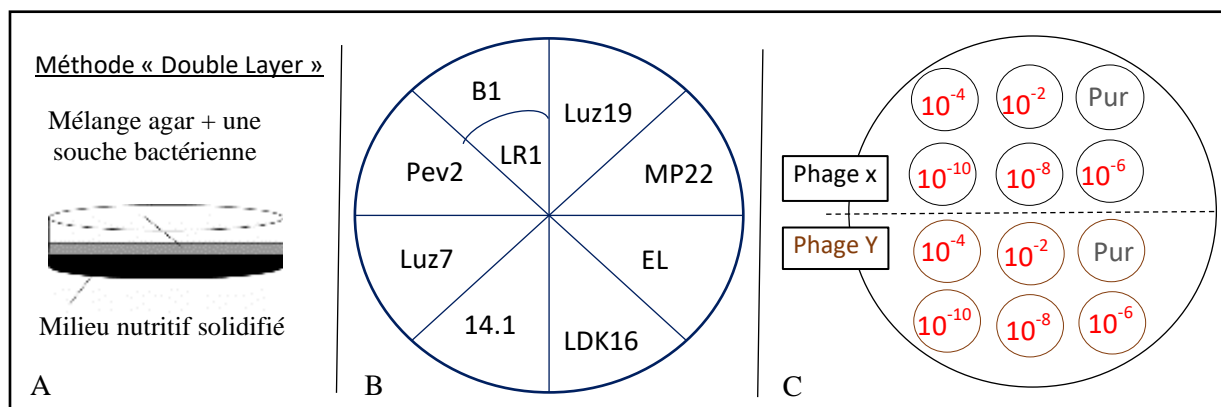 Méthode « Double Layer »
Mélange agar + une
souche bactérienne
Milieu nutritif solidifié
A
B1
Luz19
Pev2
LR1
MP22
Luz7
EL
14.1
LDK16
B
10-4
10-2
Pur
Phage x
10-10
10-8
10-6
Phage Y
10-4
10-2
Pur
10-10
10-8
10-6
C